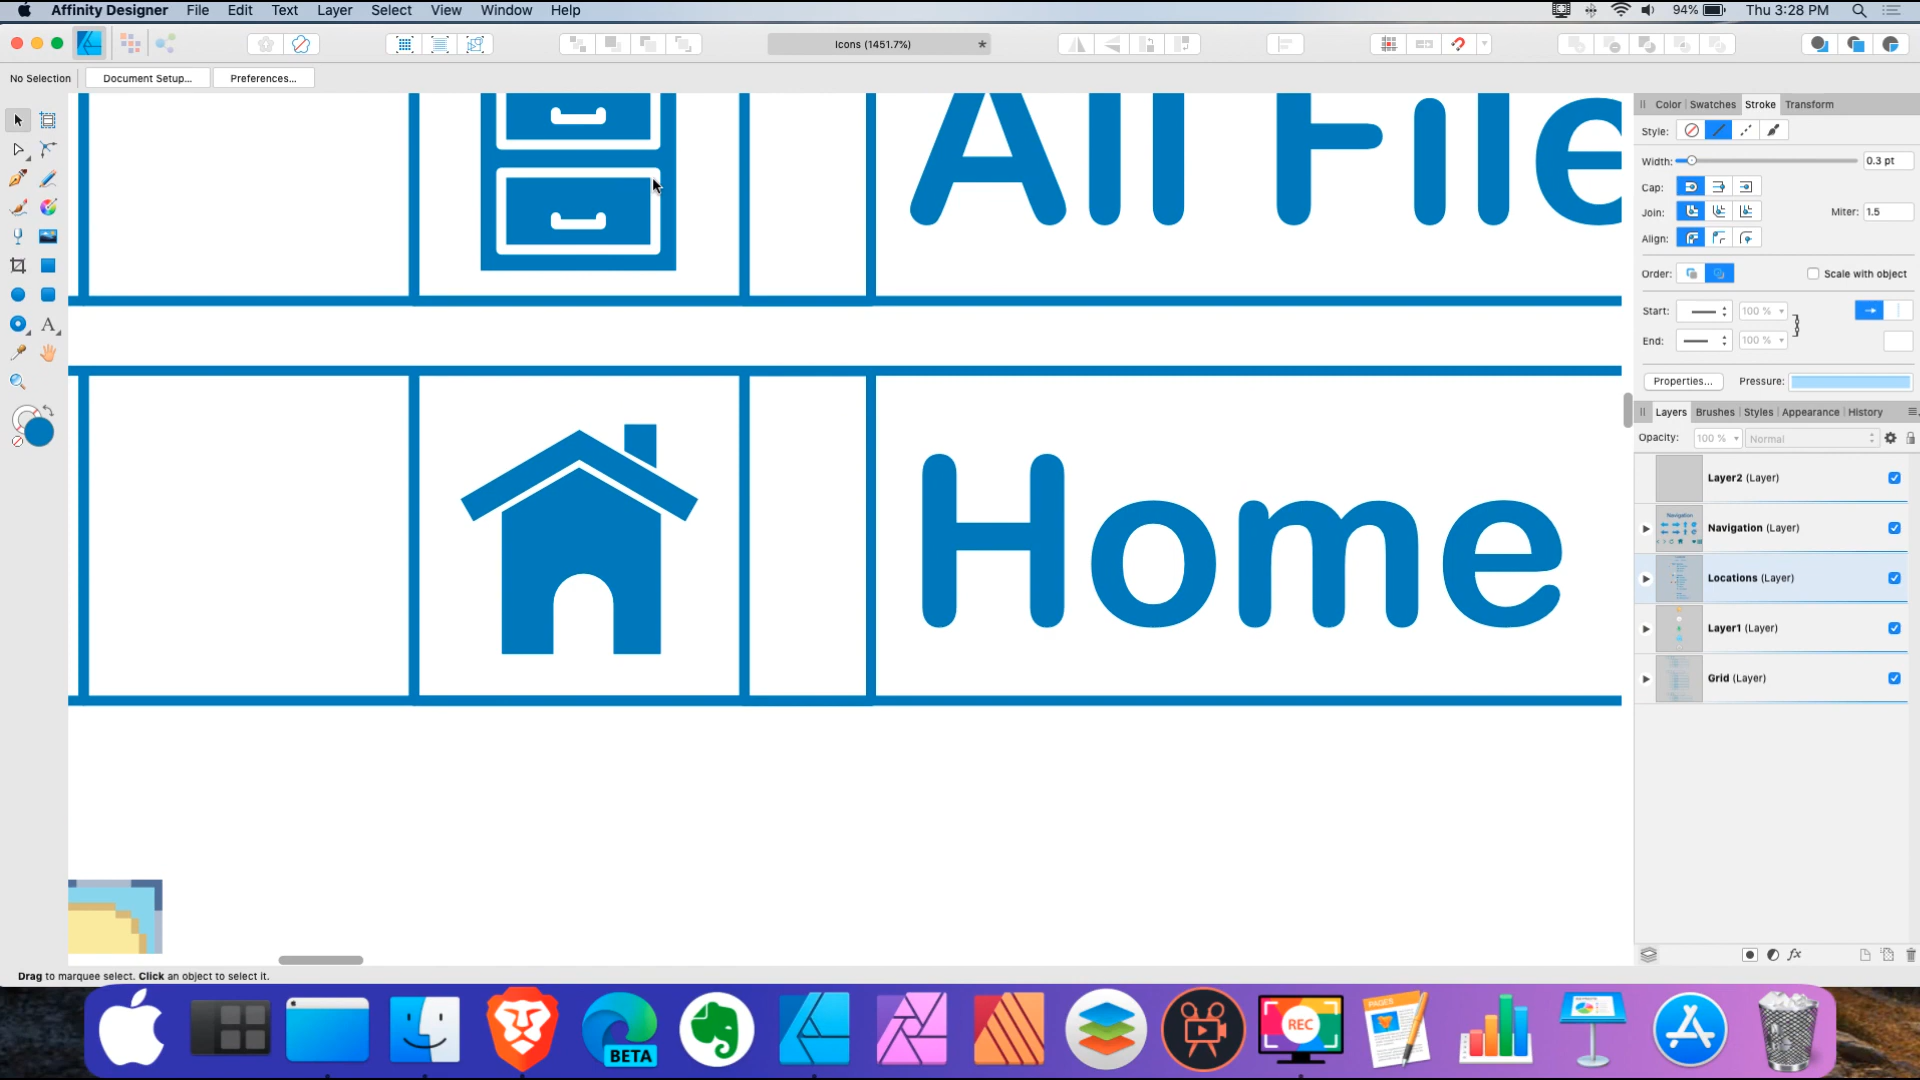 Affinity Designer File Edit Text Layer Select View Window Help 94% Thu 3:28 PM
Icons (1451.7%)
No Selection Document Setup... Preferences...
Color Swatches Stroke Transform
Style:
Width: 0.3 pt
Cap:
Join: Miter: 1.5
Align:
Order: Scale with object
Start: 100 %
End: 100 %
Properties... Pressure:
Layers Brushes Styles Appearance History
Opacity: 100 % Normal
Layer2 (Layer)
Navigation (Layer)
Locations (Layer)
Layer1 (Layer)
Grid (Layer)
fx
All File
Home
Drag to marquee select. Click an object to select it.
BETA
REC
PAGES